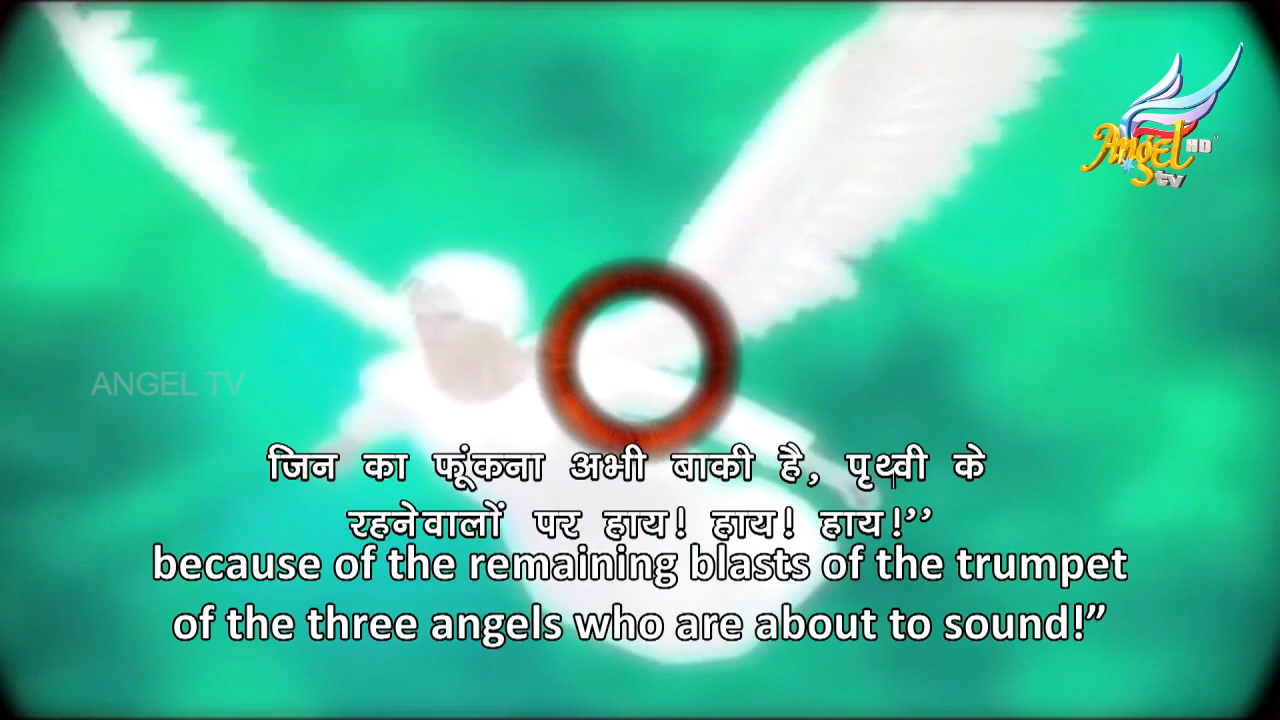 Angel HD
tv
ANGEL TV
जिन का फूंकना अभी बाकी है, पृथ्वी के
रहनेवालों पर हाय! हाय! हाय!’’
because of the remaining blasts of the trumpet
of the three angels who are about to sound!”